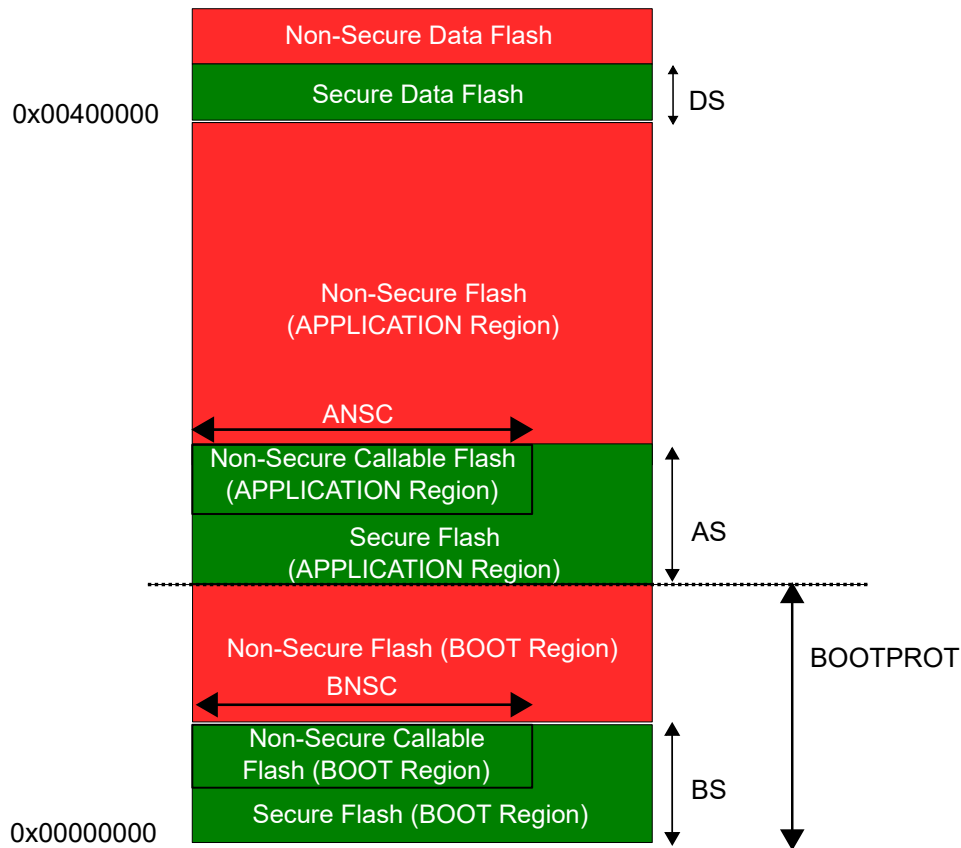 Non-Secure Data Flash
Secure Data Flash
DS
0x00400000
Non-Secure Flash
(APPLICATION Region)
ANSC
Non-Secure Callable Flash
(APPLICATION Region)
AS
Secure Flash
(APPLICATION Region)
Non-Secure Flash (BOOT Region)
BOOTPROT
BNSC
Non-Secure Callable
Flash (BOOT Region)
BS
Secure Flash (BOOT Region)
0x00000000